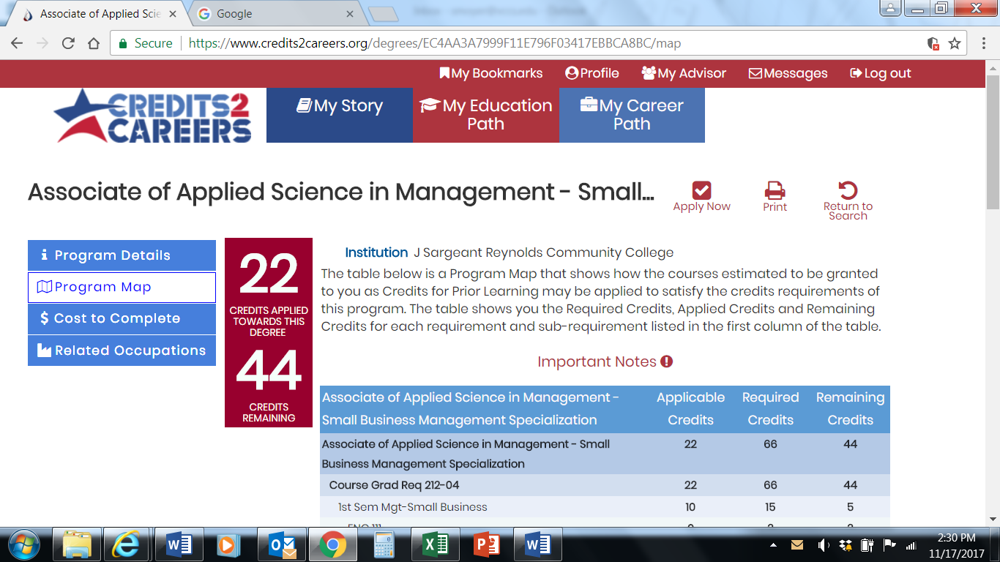 Associate of Applied Scie
Google
Secure
https://www.credits2careers.org/degrees/EC4AA3A7999F11E796F03417EBBCA8BC/map
My Bookmarks
Profile
My Advisor
Messages
Log out
CREDITS2
CAREERS
My Story
My Education
Path
My Career
Path
Associate of Applied Science in Management - Small...
Apply Now
Print
Return to
Search
Program Details
Program Map
$ Cost to Complete
Related Occupations
22
CREDITS APPLIED
TOWARDS THIS
DEGREE
44
CREDITS
REMAINING
Institution J Sargeant Reynolds Community College
The table below is a Program Map that shows how the courses estimated to be granted
to you as Credits for Prior Learning may be applied to satisfy the credits requirements of
this program. The table shows you the Required Credits, Applied Credits and Remaining
Credits for each requirement and sub-requirement listed in the first column of the table.
Important Notes
Associate of Applied Science in Management - Applicable Required Remaining
Small Business Management Specialization Credits Credits Credits
Associate of Applied Science in Management - Small 22 66 44
Business Management Specialization
Course Grad Req 212-04 22 66 44
1st Sem Mgt-Small Business 10 15 5
2:30 PM
11/17/2017